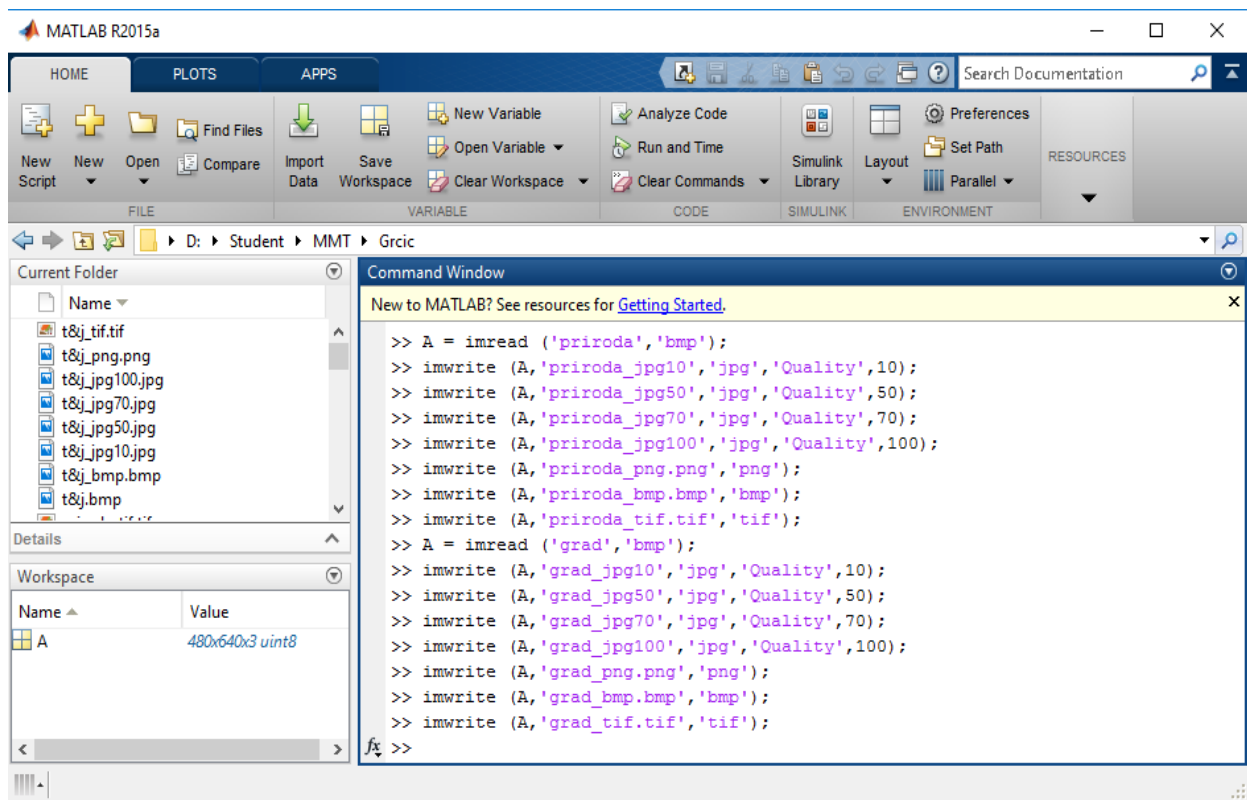 MATLAB R2015a
HOME PLOTS APPS Search Documentation
New Script
New
Open
Find Files
Compare
FILE
Import Data
Save Workspace
New Variable
Open Variable
Clear Workspace
VARIABLE
Analyze Code
Run and Time
Clear Commands
CODE
Simulink Library
SIMULINK
Layout
Preferences
Set Path
Parallel
ENVIRONMENT
RESOURCES
D: Student MMT Grcic
Current Folder
Name
t&j_tif.tif
t&j_png.png
t&j_jpg100.jpg
t&j_jpg70.jpg
t&j_jpg50.jpg
t&j_jpg10.jpg
t&j_bmp.bmp
t&j.bmp
Details
Workspace
Name Value
A 480x640x3 uint8
Command Window
New to MATLAB? See resources for Getting Started.
>> A = imread ('priroda','bmp');
>> imwrite (A,'priroda_jpg10','jpg','Quality',10);
>> imwrite (A,'priroda_jpg50','jpg','Quality',50);
>> imwrite (A,'priroda_jpg70','jpg','Quality',70);
>> imwrite (A,'priroda_jpg100','jpg','Quality',100);
>> imwrite (A,'priroda_png.png','png');
>> imwrite (A,'priroda_bmp.bmp','bmp');
>> imwrite (A,'priroda_tif.tif','tif');
>> A = imread ('grad','bmp');
>> imwrite (A,'grad_jpg10','jpg','Quality',10);
>> imwrite (A,'grad_jpg50','jpg','Quality',50);
>> imwrite (A,'grad_jpg70','jpg','Quality',70);
>> imwrite (A,'grad_jpg100','jpg','Quality',100);
>> imwrite (A,'grad_png.png','png');
>> imwrite (A,'grad_bmp.bmp','bmp');
>> imwrite (A,'grad_tif.tif','tif');
fx >>